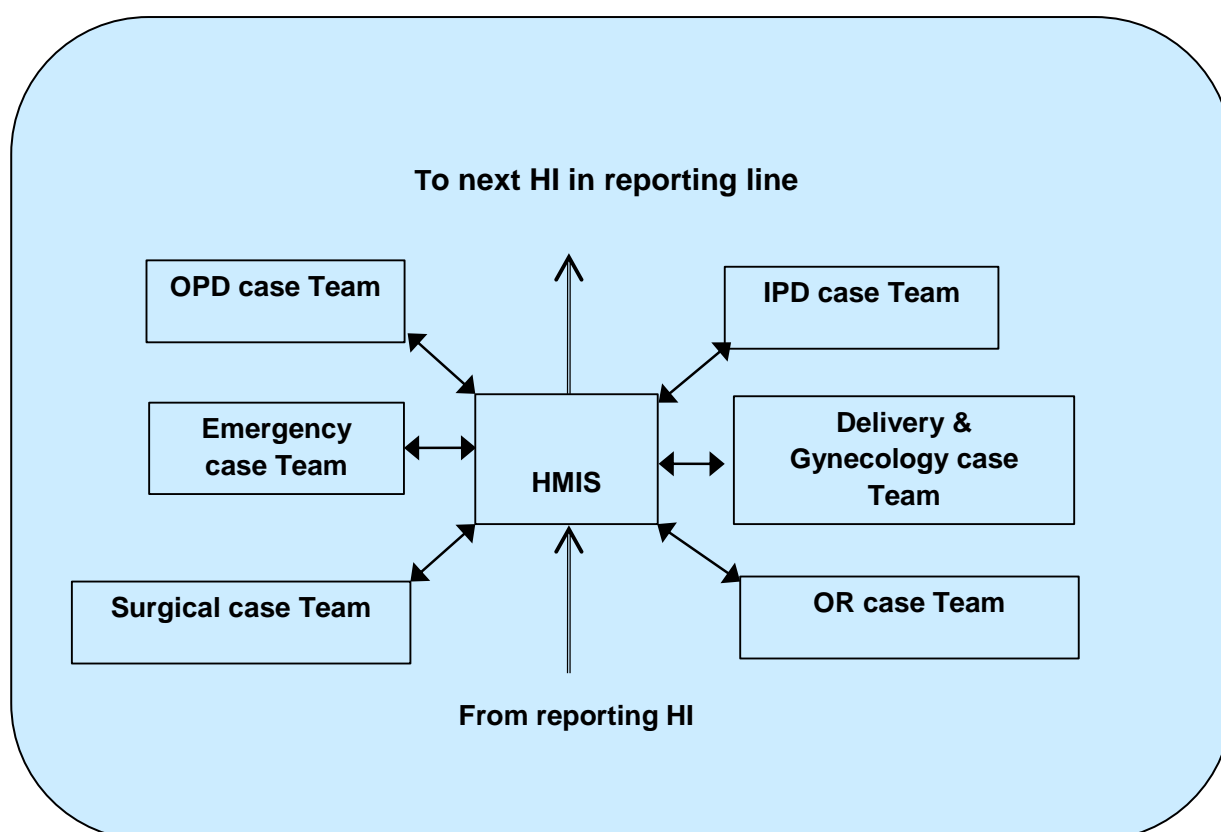 To next HI in reporting line
OPD case Team
IPD case Team
Emergency
case Team
HMIS
Delivery &
Gynecology case
Team
Surgical case Team
OR case Team
From reporting HI